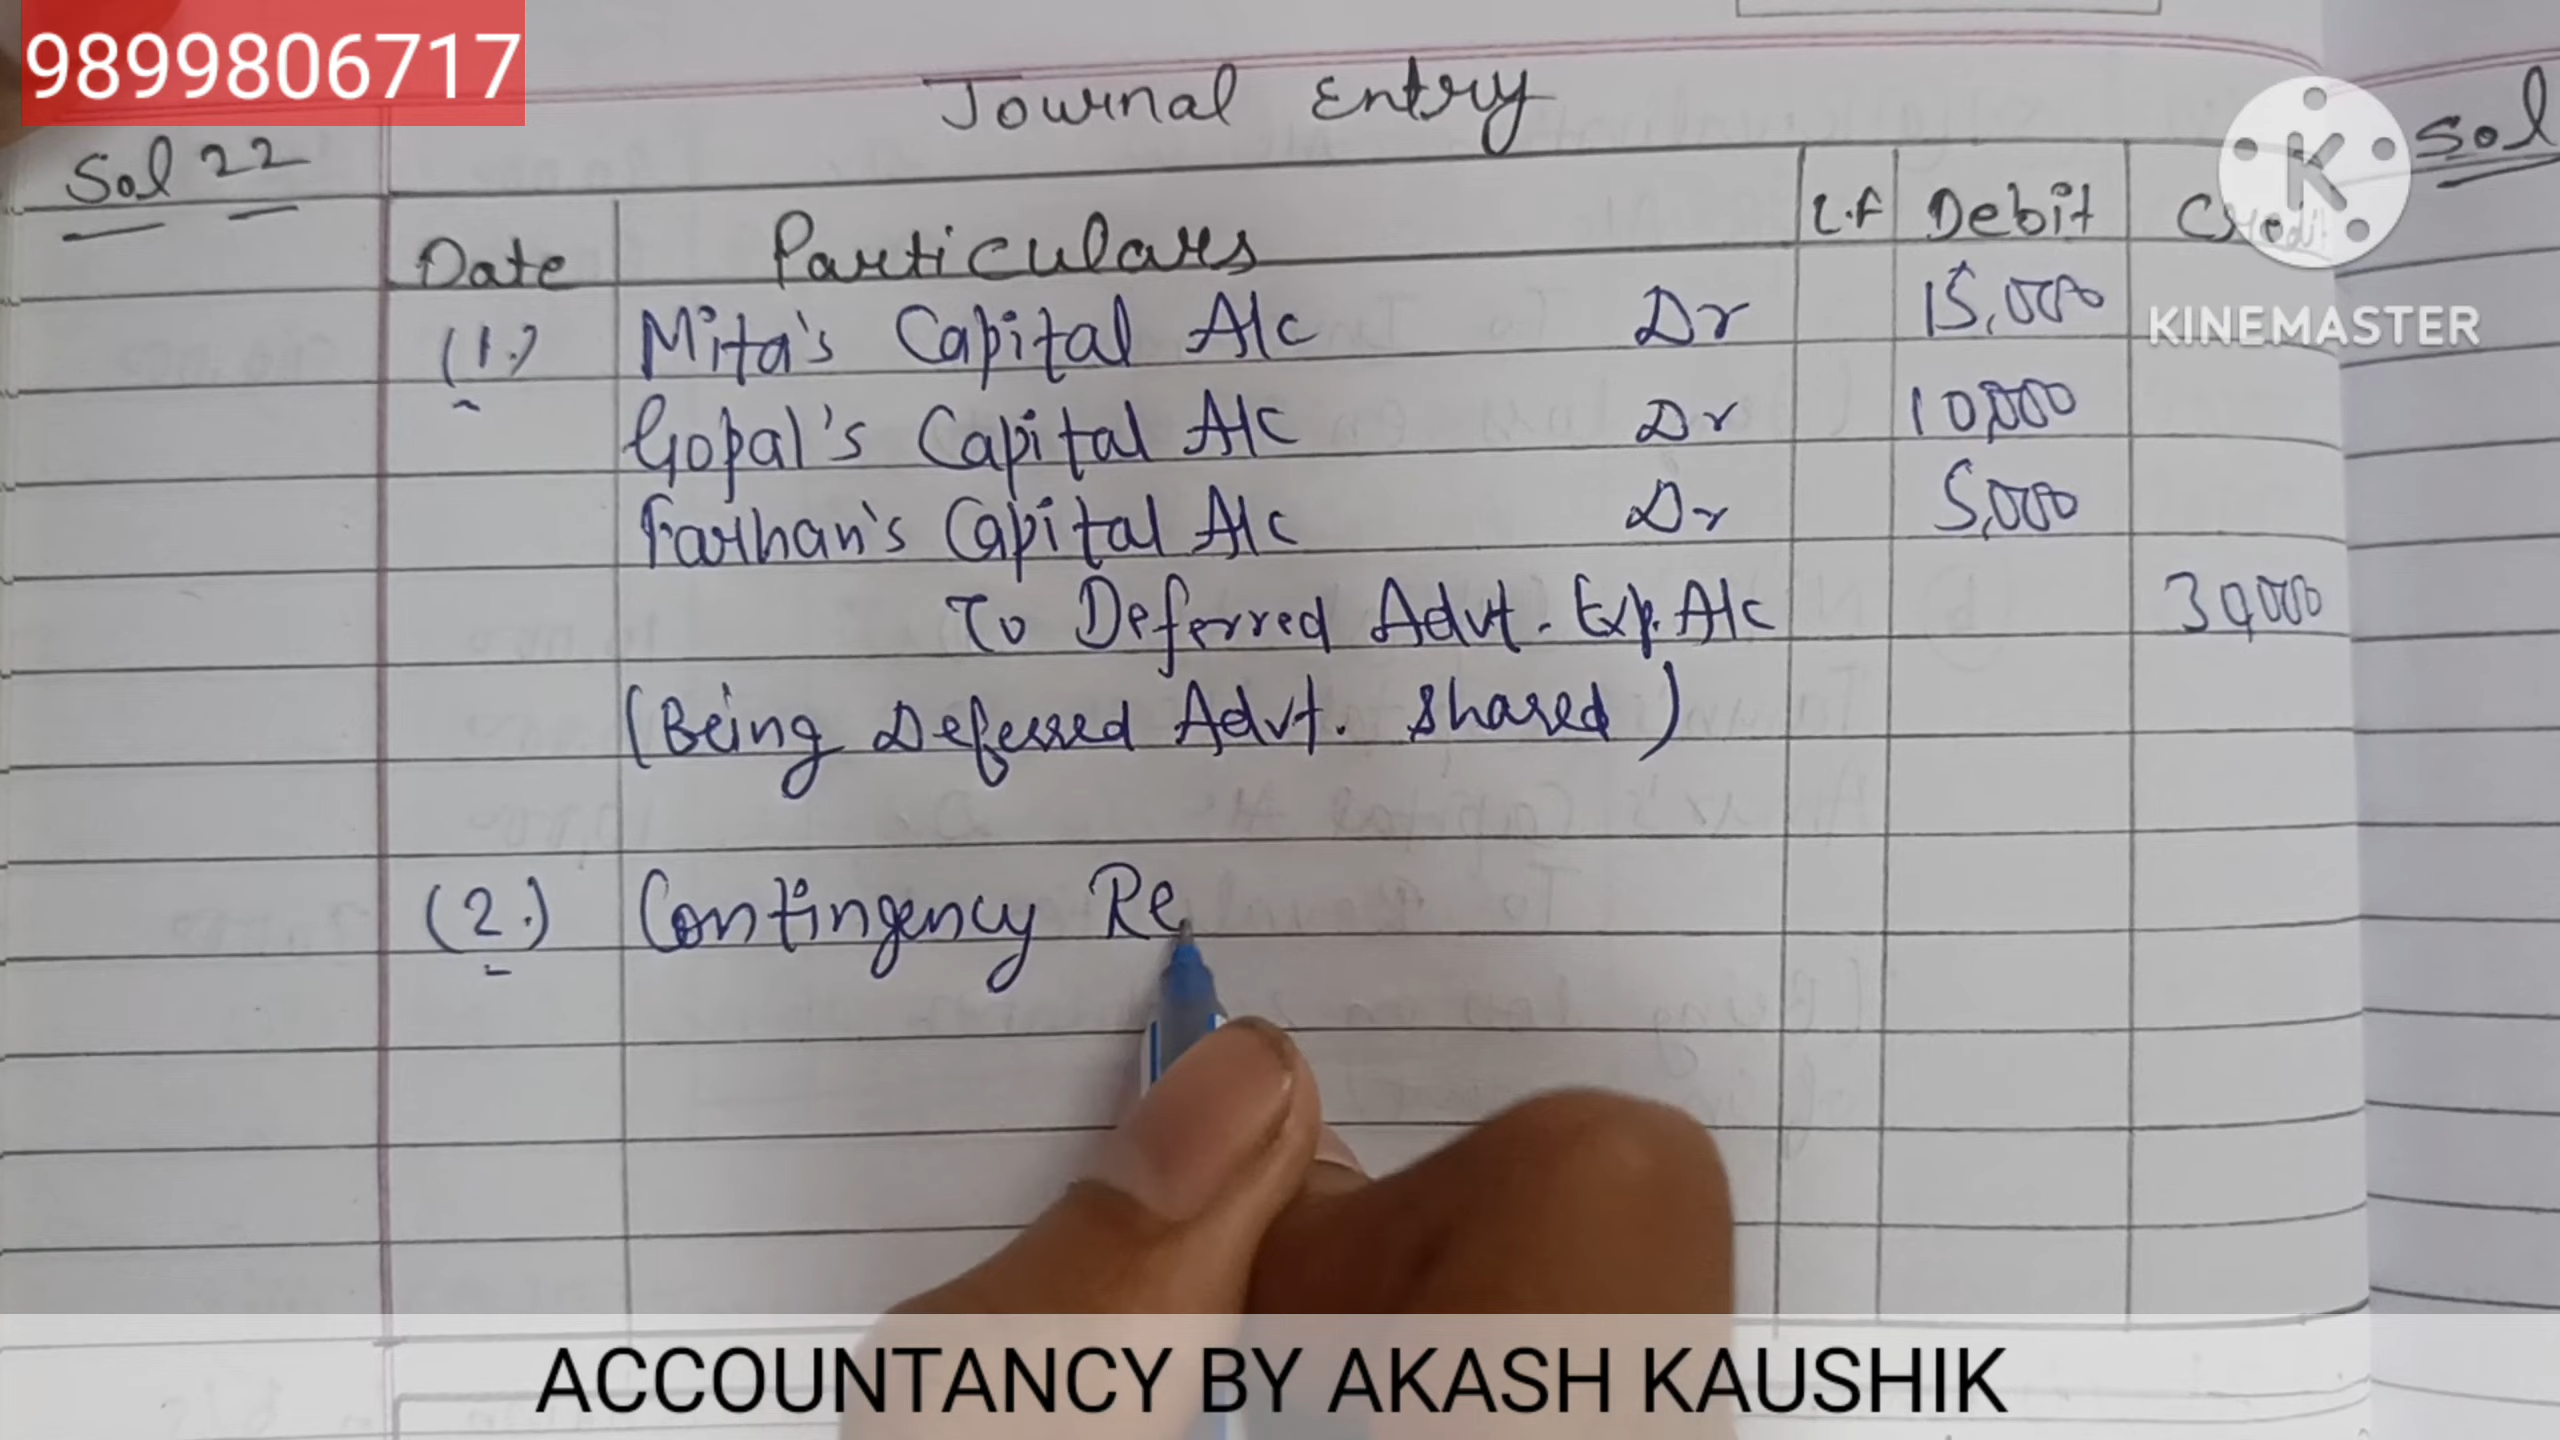 9899806717
Journal Entry
Sol 22
Sol
Date Particulars L.F Debit Credit
(1.) Mita's Capital A/c Dr 15,000
KINEMASTER
Gopal's Capital A/c Dr 10,000
Farhan's Capital A/c Dr 5,000
To Deferred Advt. Exp. A/c 30,000
(Being Deferred Advt. Shared)
(2.) Contingency Re
ACCOUNTANCY BY AKASH KAUSHIK